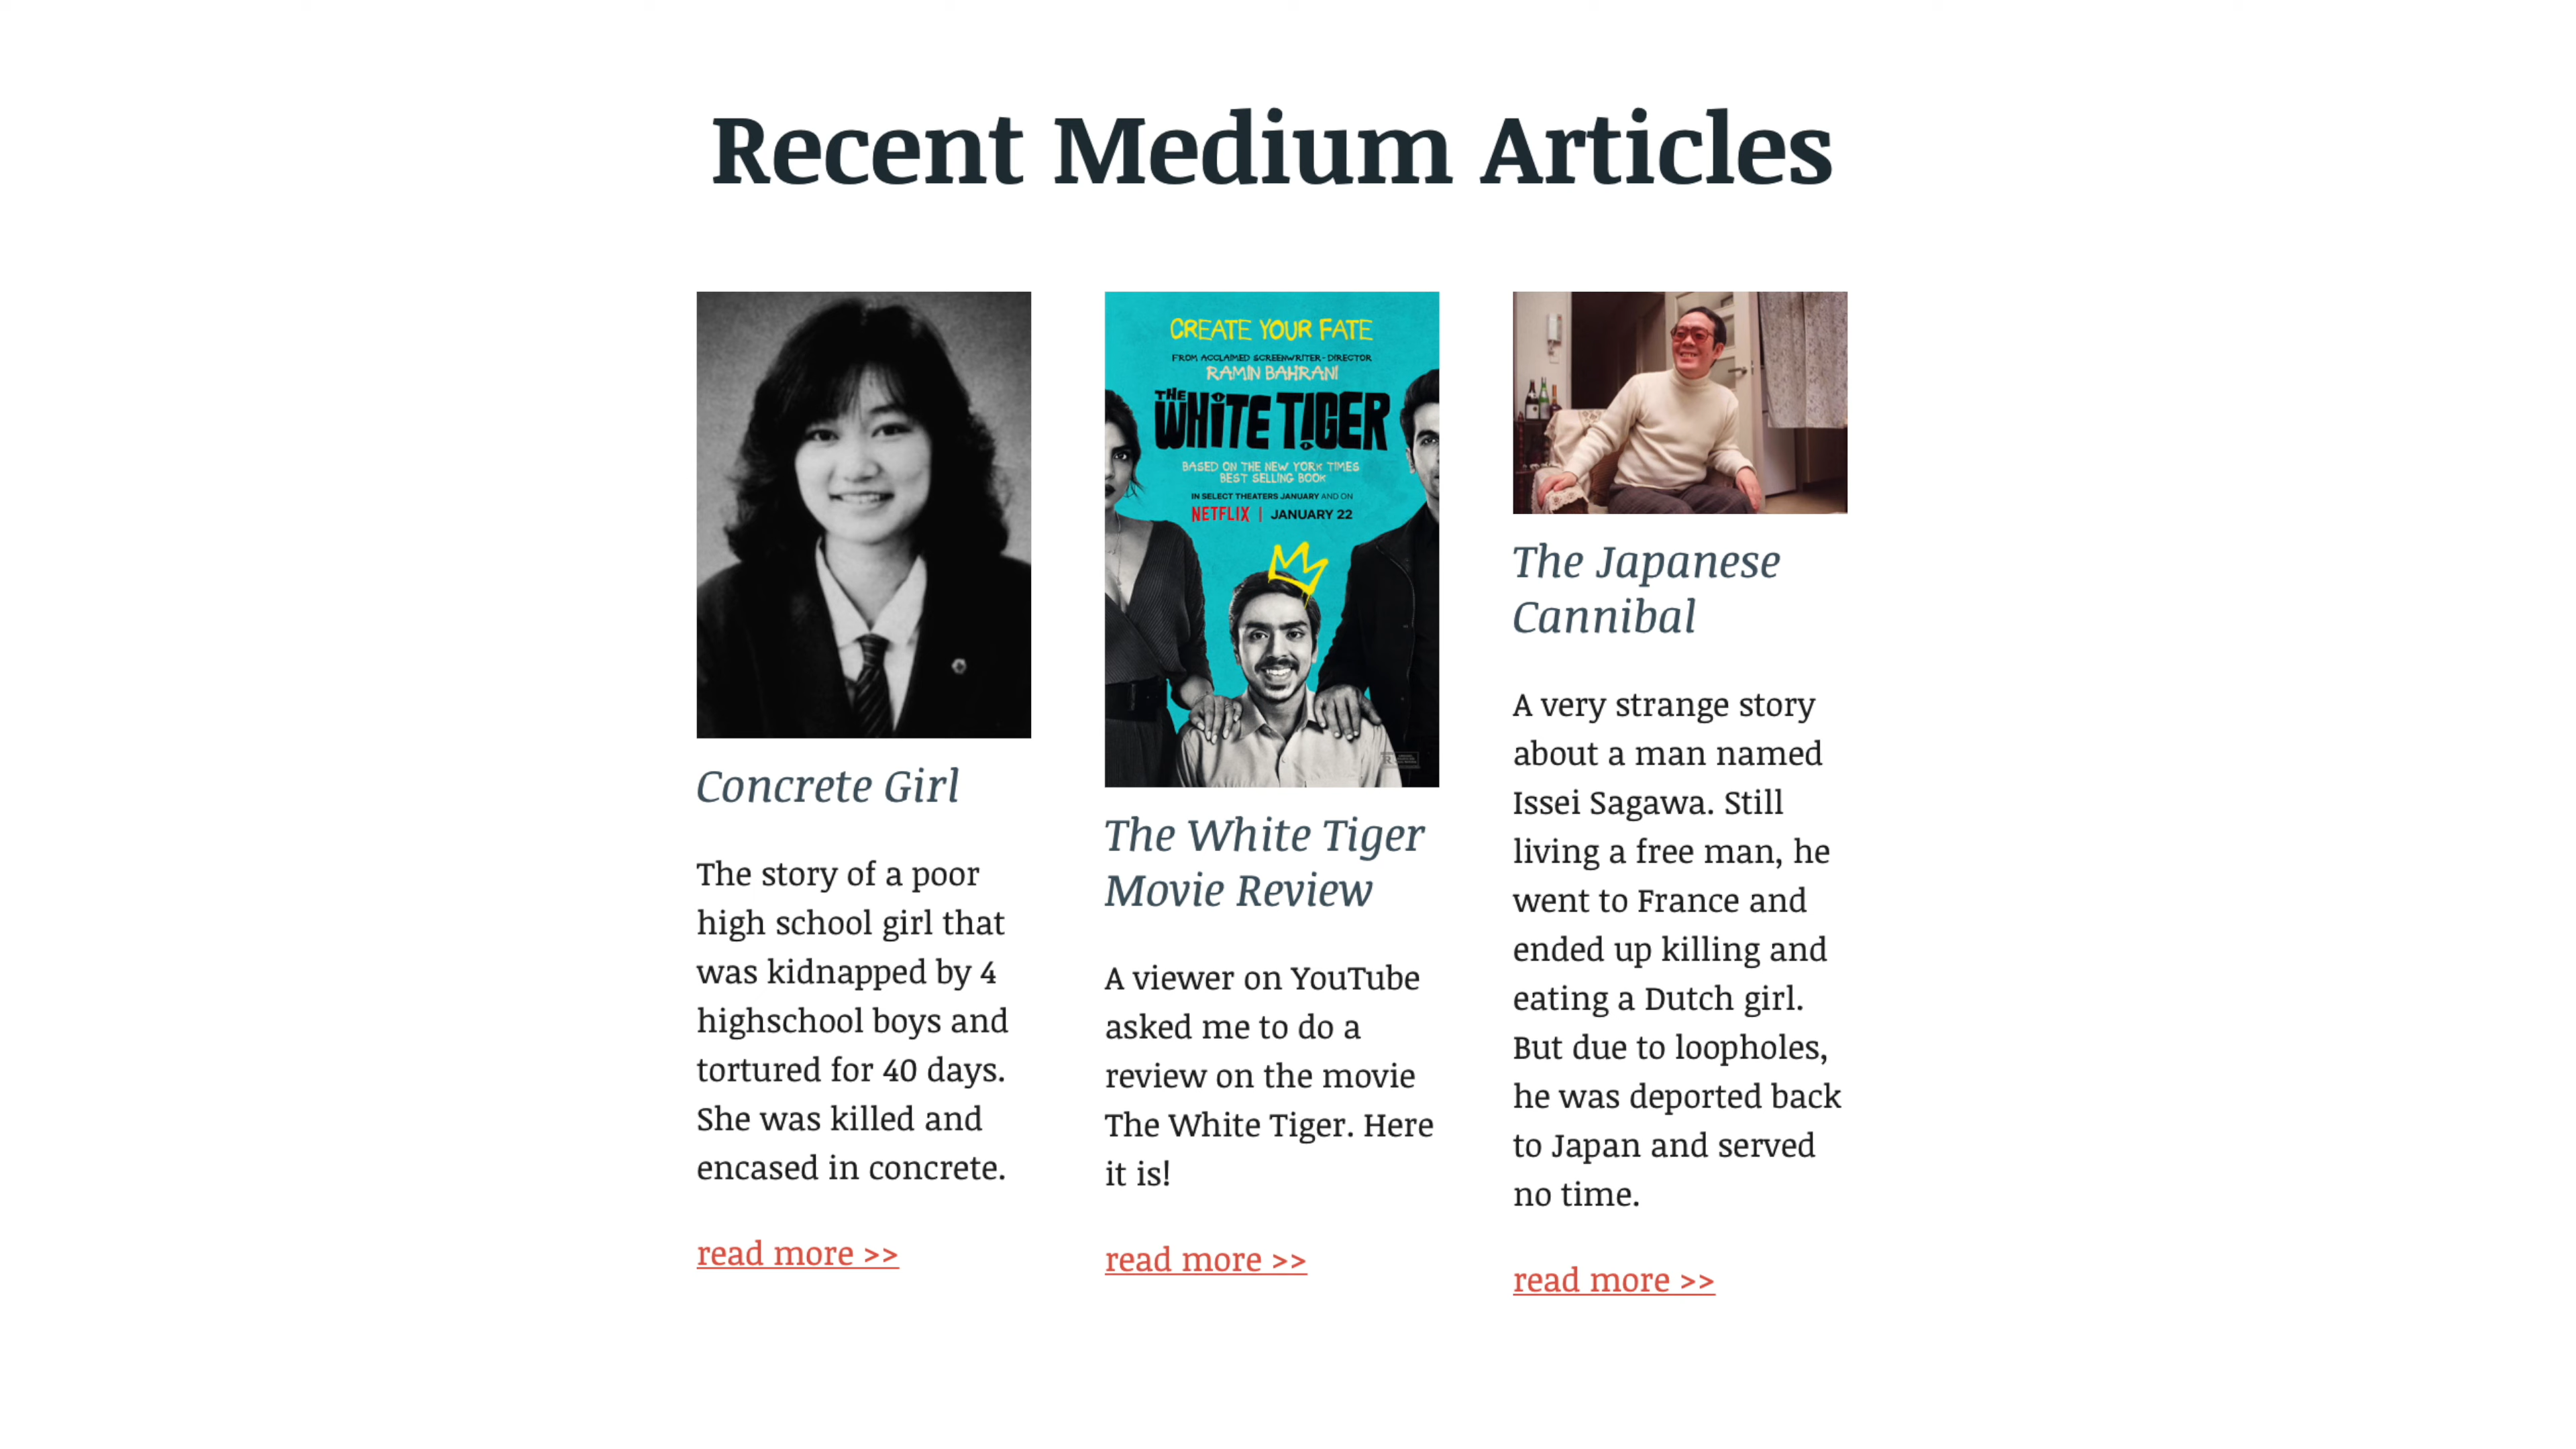 Recent Medium Articles
CREATE YOUR FATE
FROM ACCLAIMED SCREENWRITER - DIRECTOR
RAMIN BAHRANI
THE
WHITE TIGER
BASED ON THE NEW YORK TIMES
BEST SELLING BOOK
IN SELECT THEATERS JANUARY AND ON
NETFLIX | JANUARY 22
Concrete Girl
The story of a poor
high school girl that
was kidnapped by 4
highschool boys and
tortured for 40 days.
She was killed and
encased in concrete.
read more >>
The White Tiger
Movie Review
A viewer on YouTube
asked me to do a
review on the movie
The White Tiger. Here
it is!
read more >>
The Japanese
Cannibal
A very strange story
about a man named
Issei Sagawa. Still
living a free man, he
went to France and
ended up killing and
eating a Dutch girl.
But due to loopholes,
he was deported back
to Japan and served
no time.
read more >>